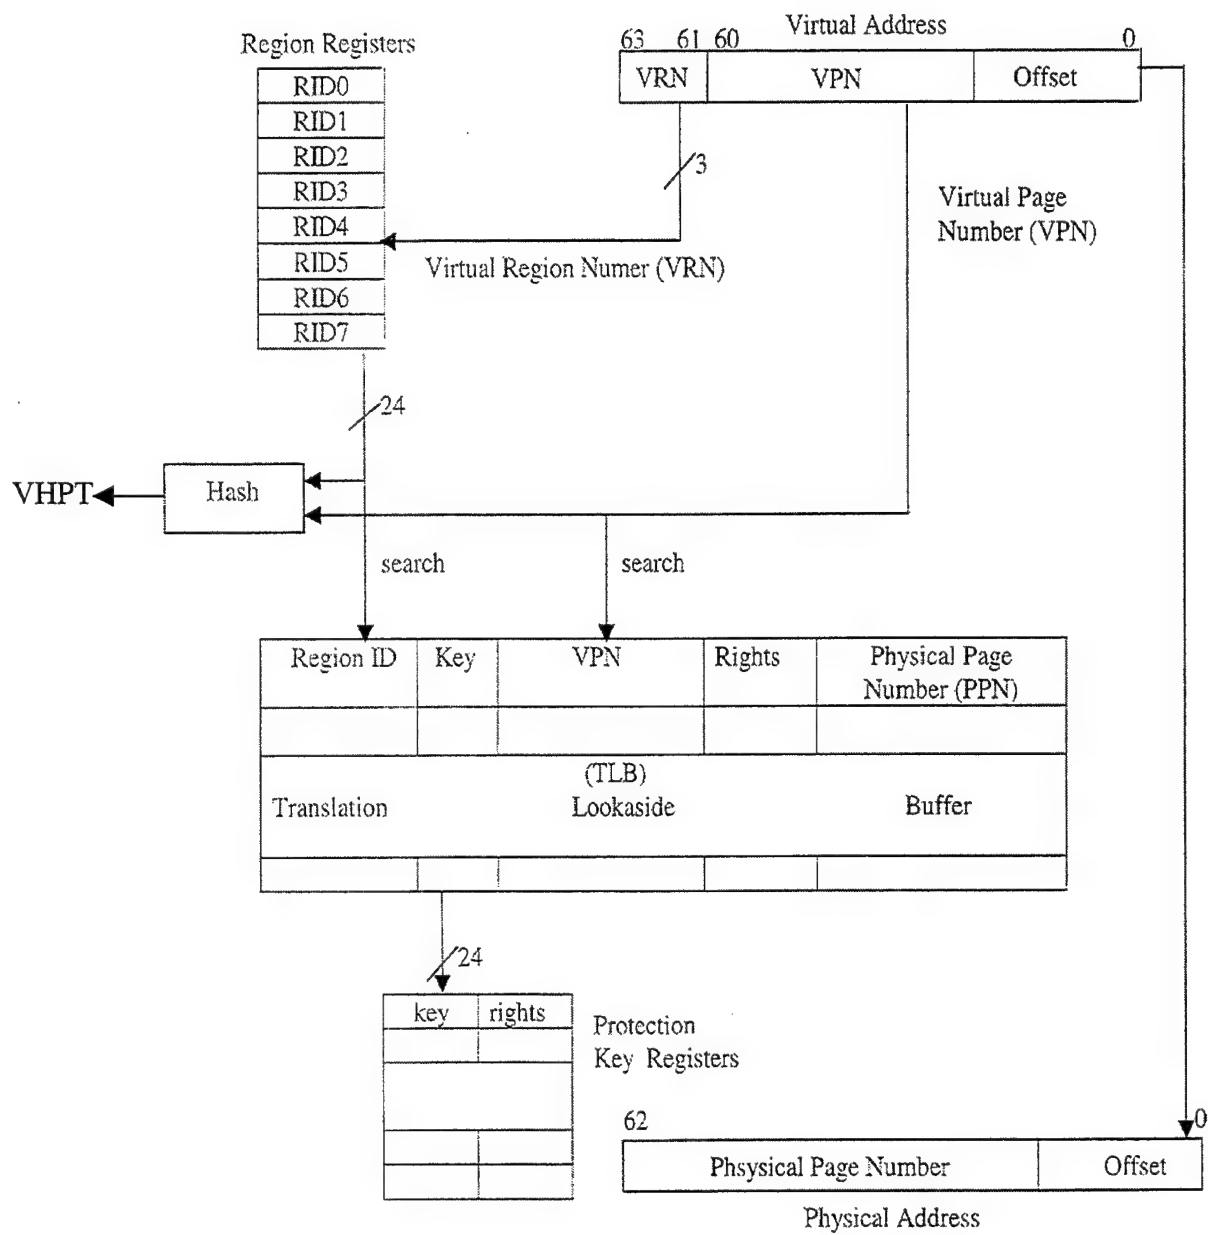 Region Registers
Virtual Address
63 61 60 0
VRN VPN Offset
RID0
RID1
RID2
RID3
RID4
RID5
RID6
RID7
3
Virtual Page
Number (VPN)
Virtual Region Numer (VRN)
24
VHPT
Hash
search
search
Region ID Key VPN Rights Physical Page
Number (PPN)
(TLB)
Translation Lookaside Buffer
24
key rights
Protection
Key Registers
62 0
Phsysical Page Number Offset
Physical Address